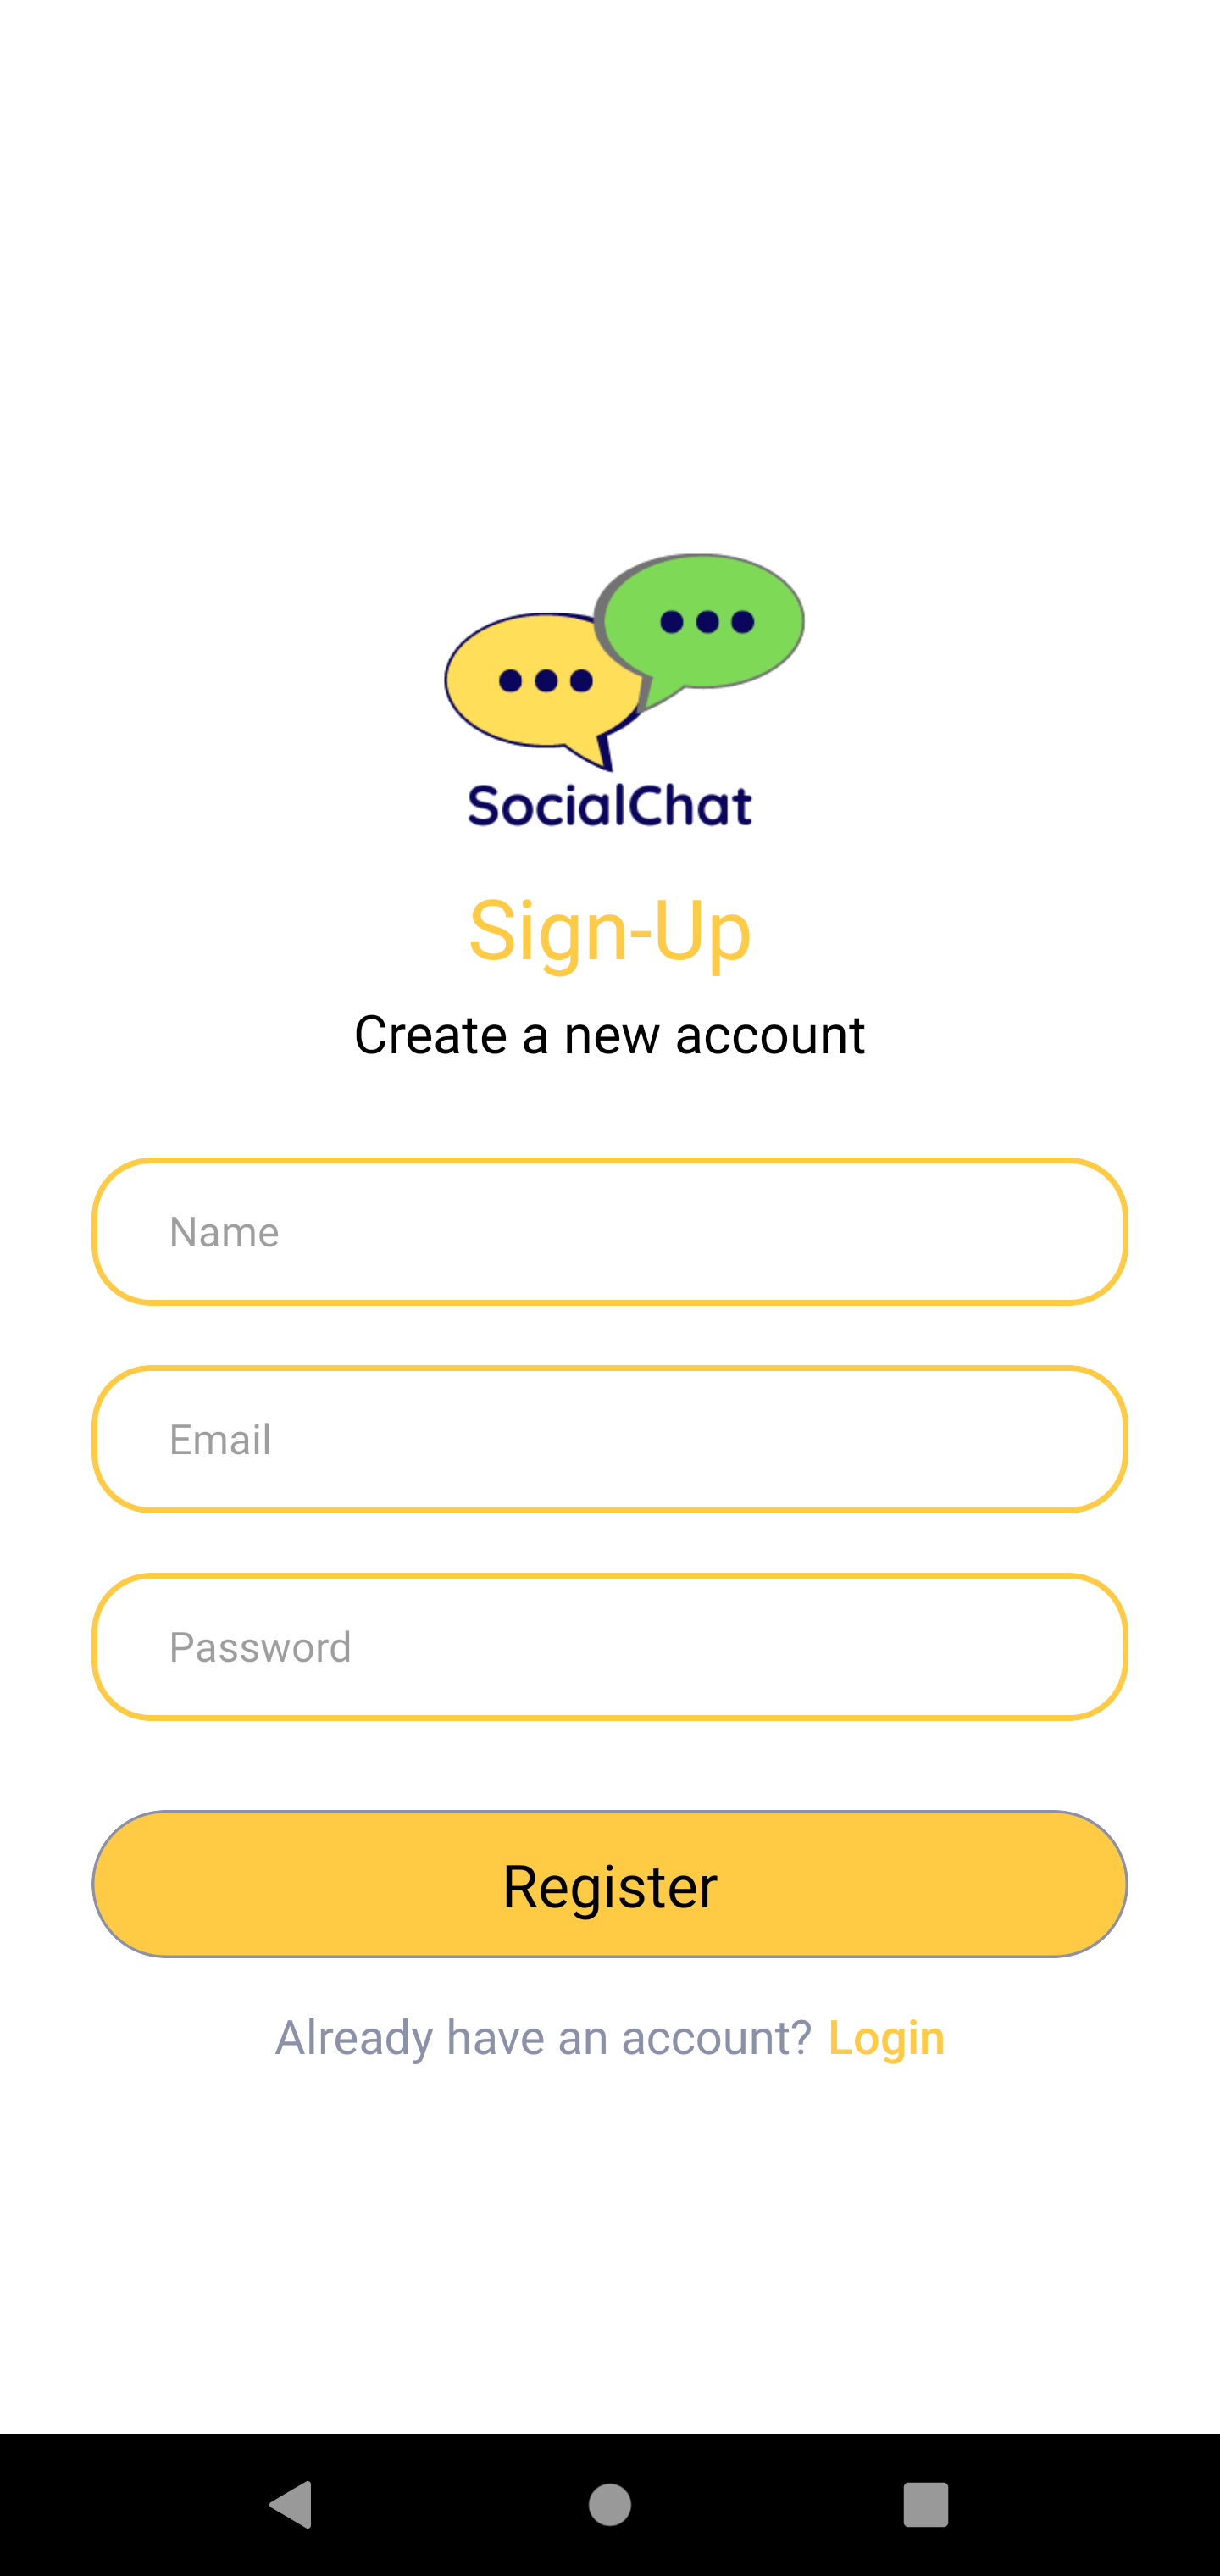 SocialChat
Sign-Up
Create a new account
Name
Email
Password
Register
Already have an account? Login